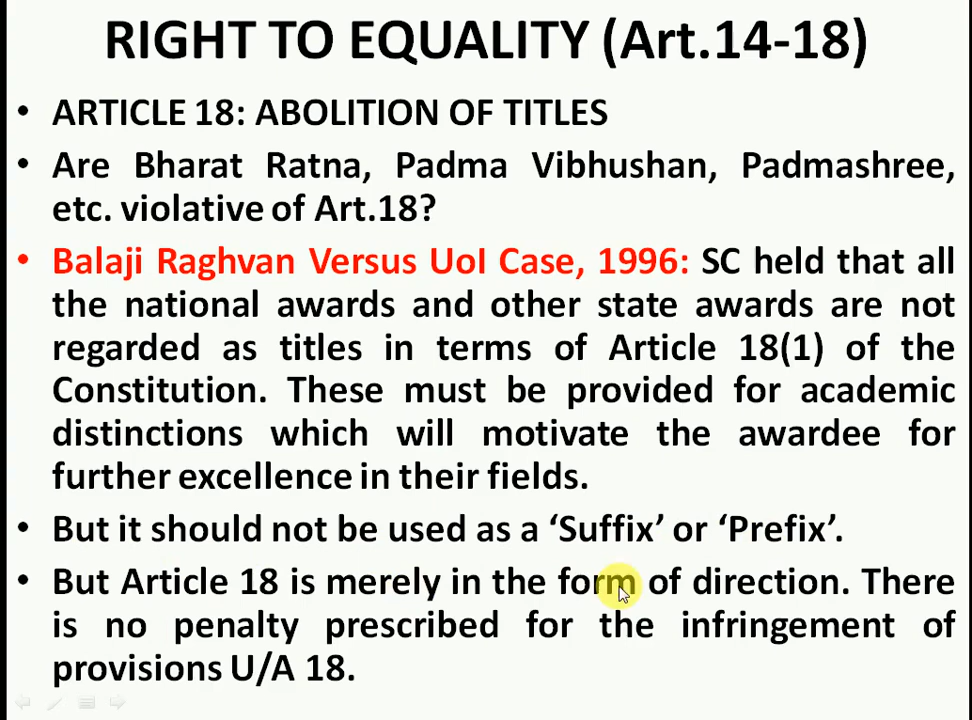 RIGHT TO EQUALITY (Art.14-18)
• ARTICLE 18: ABOLITION OF TITLES
• Are Bharat Ratna, Padma Vibhushan, Padmashree,
etc. violative of Art.18?
• Balaji Raghvan Versus UoI Case, 1996: SC held that all
the national awards and other state awards are not
regarded as titles in terms of Article 18(1) of the
Constitution. These must be provided for academic
distinctions which will motivate the awardee for
further excellence in their fields.
• But it should not be used as a ‘Suffix’ or ‘Prefix’.
• But Article 18 is merely in the form of direction. There
is no penalty prescribed for the infringement of
provisions U/A 18.